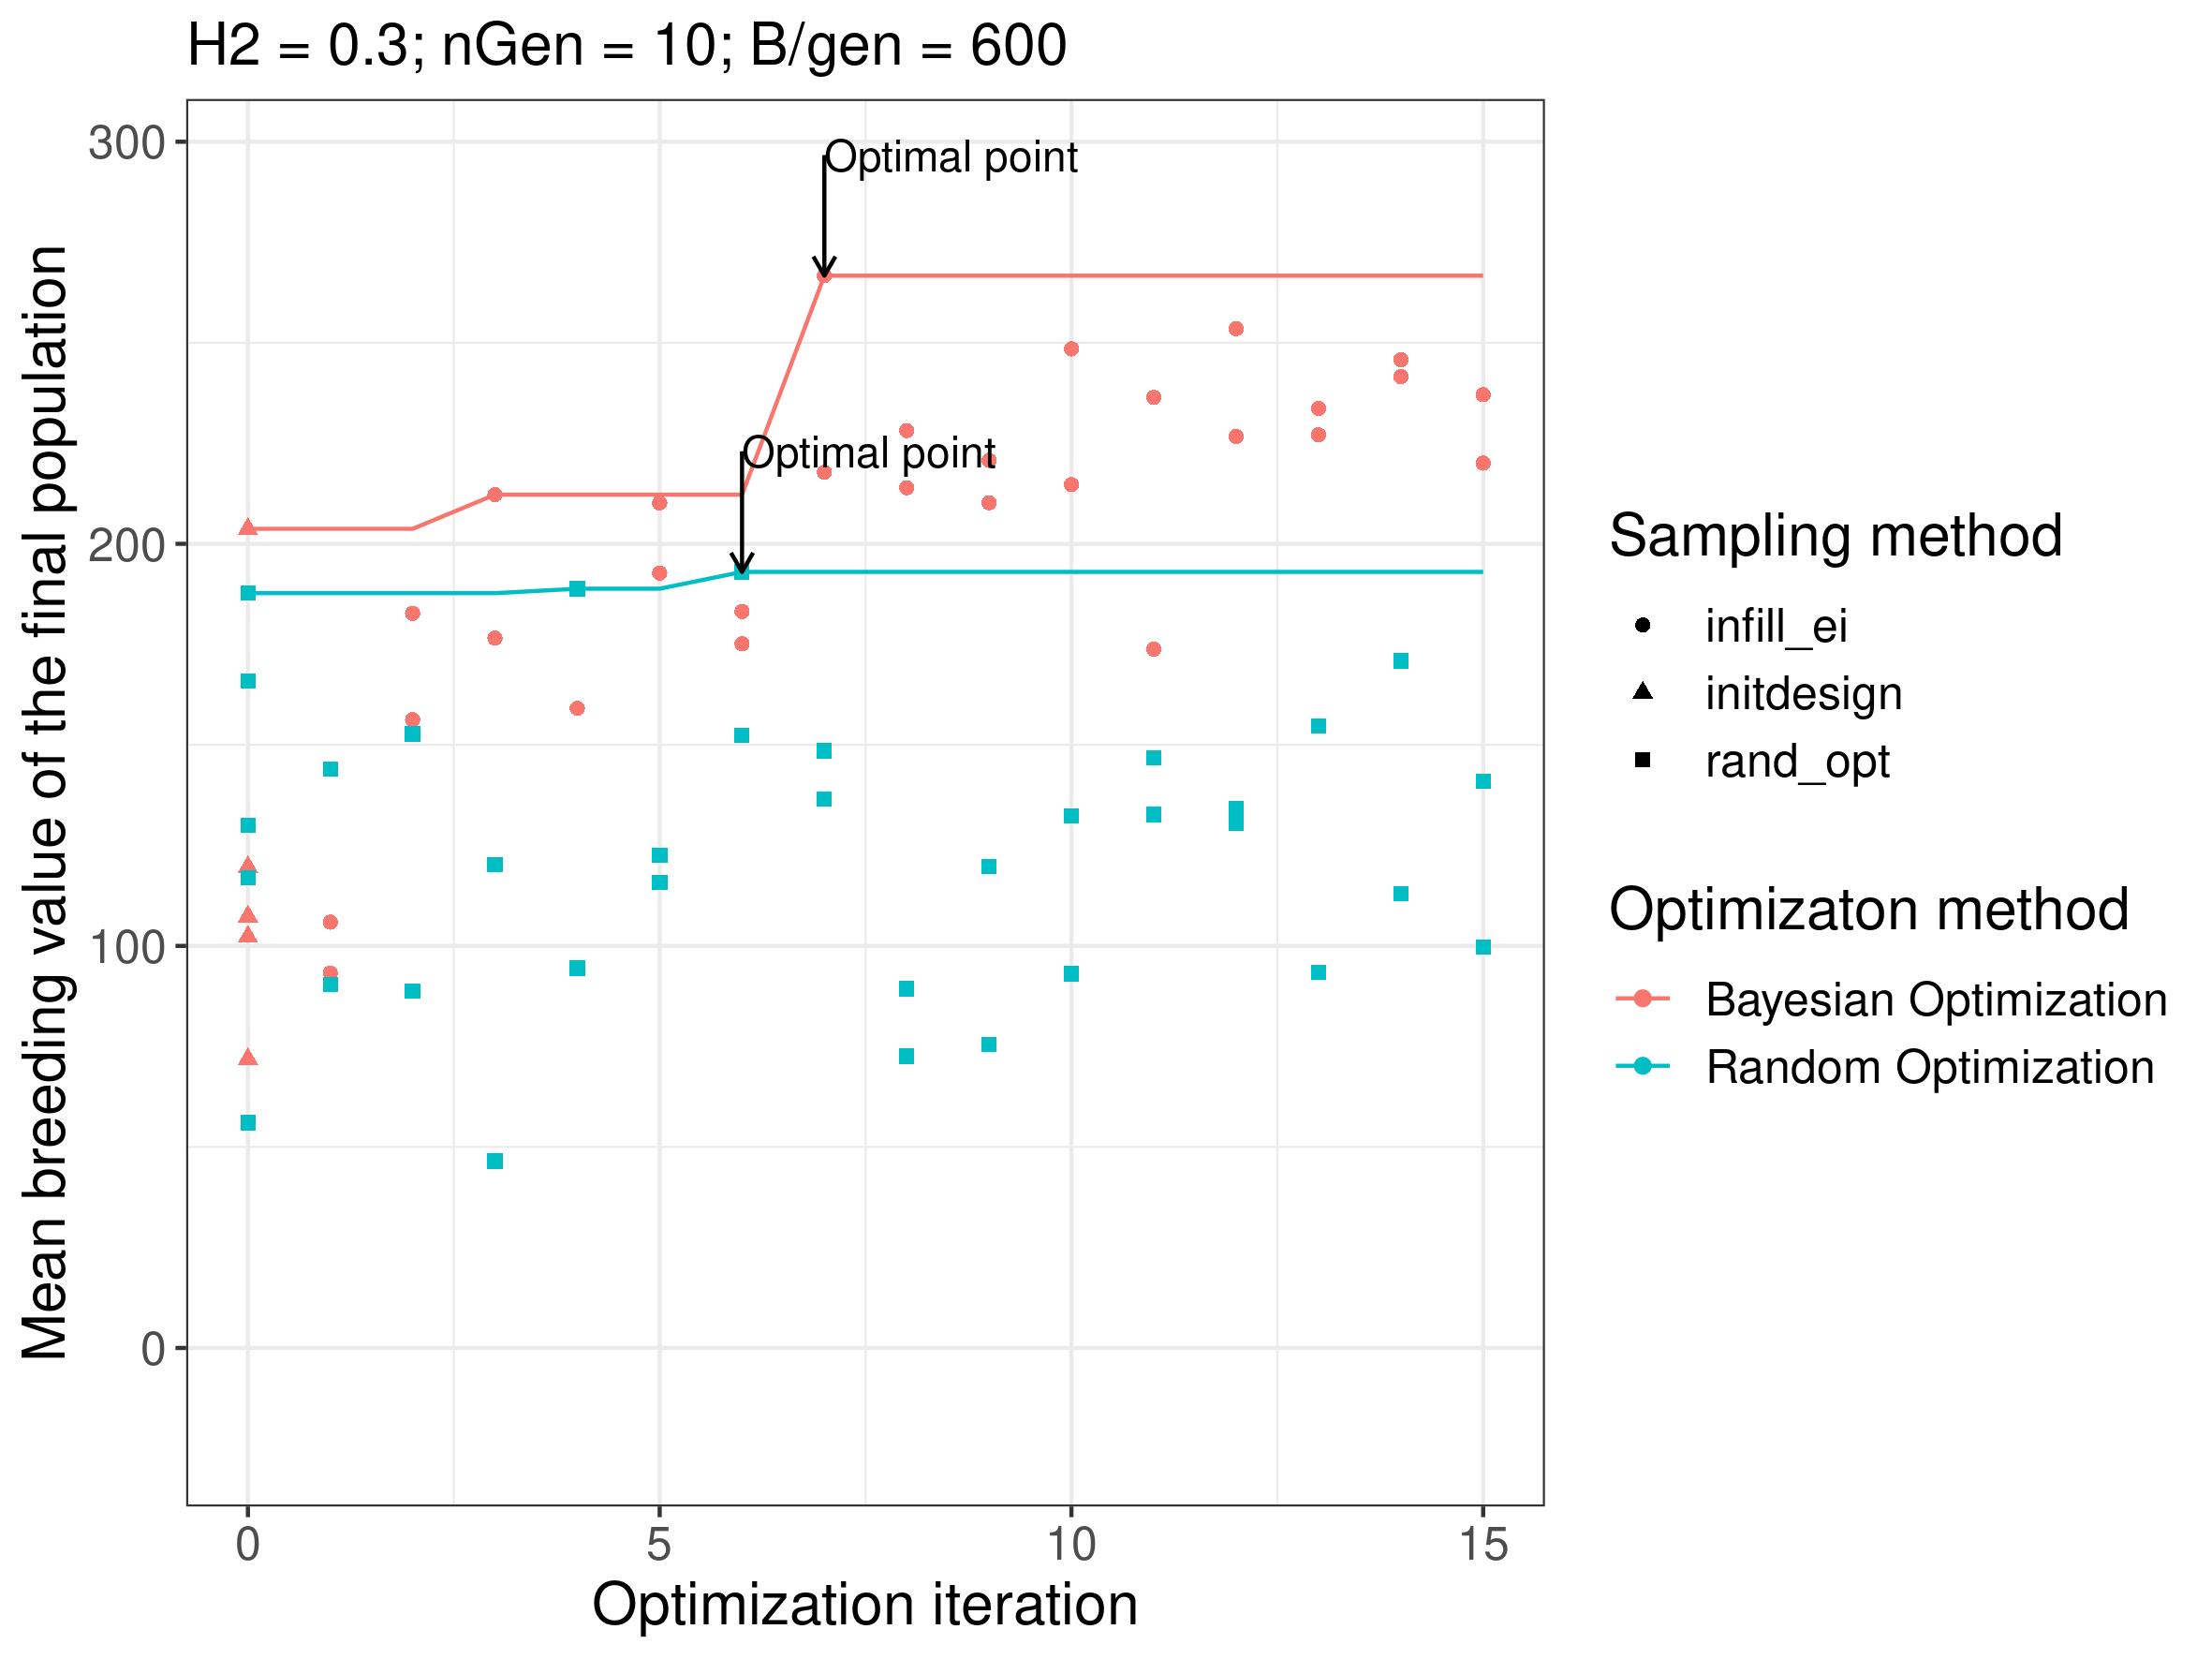 H2 = 0.3; nGen = 10; B/gen = 600
Mean breeding value of the final population
300
200
100
0
Optimal point
Optimal point
0 5 10 15
Optimization iteration
Sampling method
infill_ei
initdesign
rand_opt
Optimizaton method
Bayesian Optimization
Random Optimization